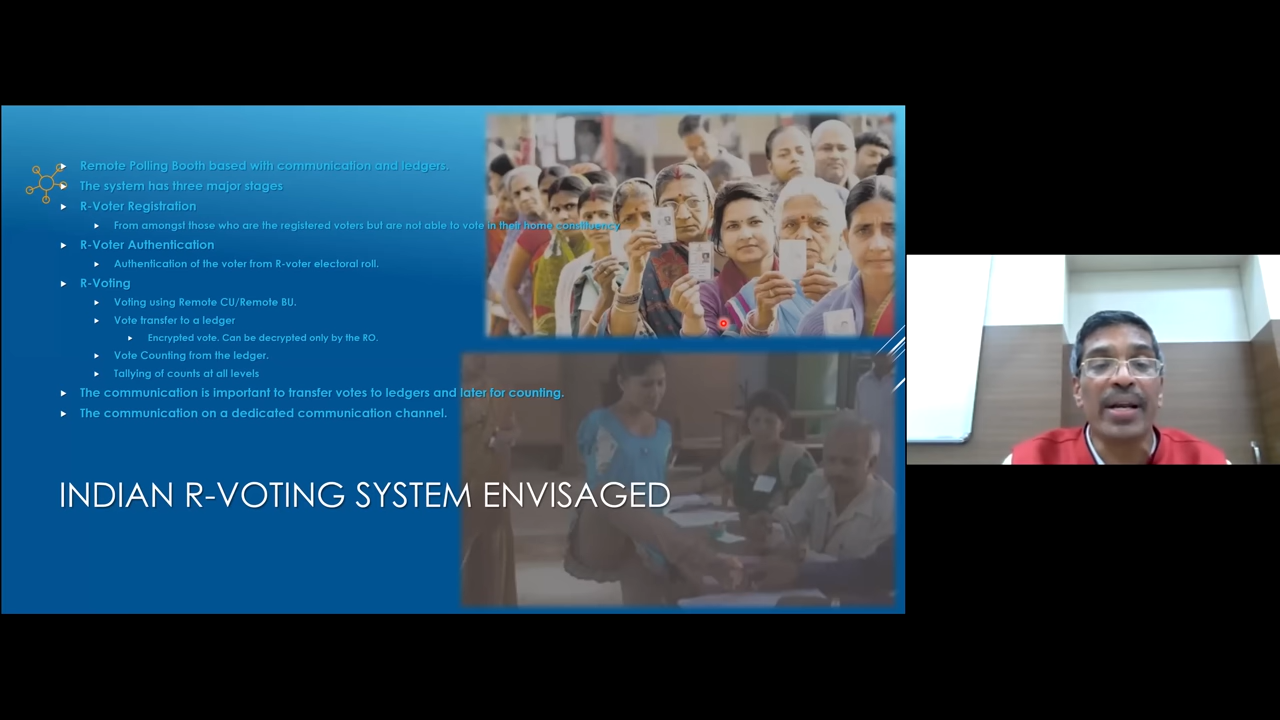 Remote Polling Booth based with communication and ledgers.
The system has three major stages
R-Voter Registration
From amongst those who are the registered voters but are not able to vote in their home constituency.
R-Voter Authentication
Authentication of the voter from R-voter electoral roll.
R-Voting
Voting using Remote CU/Remote BU.
Vote transfer to a ledger
Encrypted vote. Can be decrypted only by the RO.
Vote Counting from the ledger.
Tallying of counts at all levels
The communication is important to transfer votes to ledgers and later for counting.
The communication on a dedicated communication channel.
INDIAN R-VOTING SYSTEM ENVISAGED